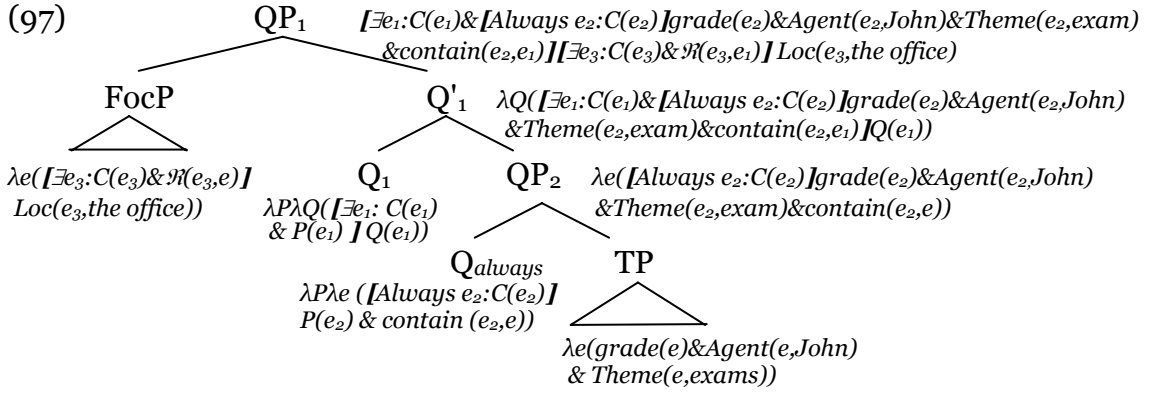 (97) QP₁ [∃e₁:C(e₁)&[Always e₂:C(e₂)]grade(e₂)&Agent(e₂,John)&Theme(e₂,exam)
&contain(e₂,e₁)][∃e₃:C(e₃)&ℜ(e₃,e₁)] Loc(e₃,the office)
FocP Q'₁ λQ([∃e₁:C(e₁)&[Always e₂:C(e₂)]grade(e₂)&Agent(e₂,John)
&Theme(e₂,exam)&contain(e₂,e₁)]Q(e₁))
λe([∃e₃:C(e₃)&ℜ(e₃,e)] Q₁ QP₂ λe([Always e₂:C(e₂)]grade(e₂)&Agent(e₂,John)
Loc(e₃,the office)) λPλQ([∃e₁: C(e₁) &Theme(e₂,exam)&contain(e₂,e))
& P(e₁) ] Q(e₁))
Qalways TP
λPλe ([Always e₂:C(e₂)]
P(e₂) & contain (e₂,e))
λe(grade(e)&Agent(e,John)
& Theme(e,exams))